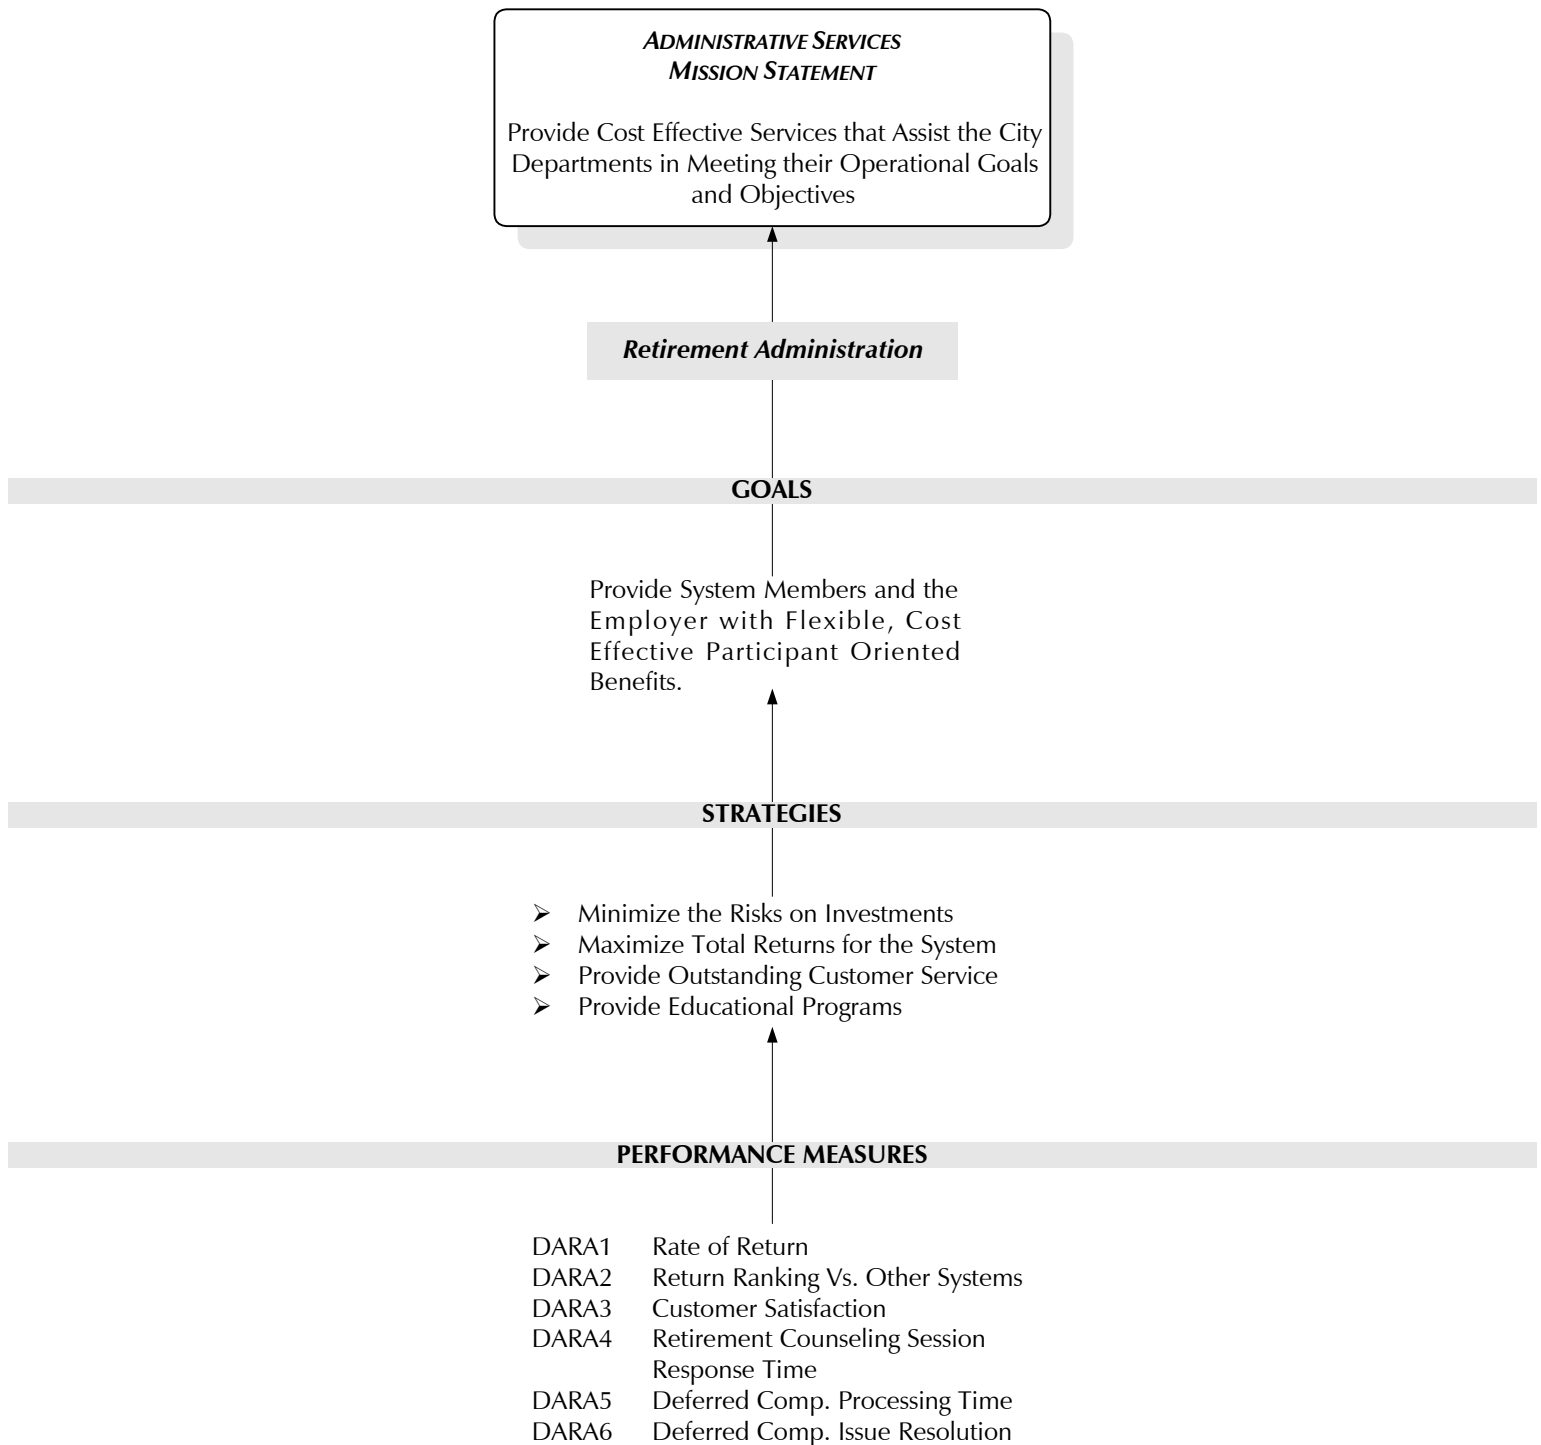 ADMINISTRATIVE SERVICES
MISSION STATEMENT
Provide Cost Effective Services that Assist the City
Departments in Meeting their Operational Goals
and Objectives
Retirement Administration
GOALS
Provide System Members and the
Employer with Flexible, Cost
Effective Participant Oriented
Benefits.
STRATEGIES
➢ Minimize the Risks on Investments
➢ Maximize Total Returns for the System
➢ Provide Outstanding Customer Service
➢ Provide Educational Programs
PERFORMANCE MEASURES
DARA1 Rate of Return
DARA2 Return Ranking Vs. Other Systems
DARA3 Customer Satisfaction
DARA4 Retirement Counseling Session
Response Time
DARA5 Deferred Comp. Processing Time
DARA6 Deferred Comp. Issue Resolution